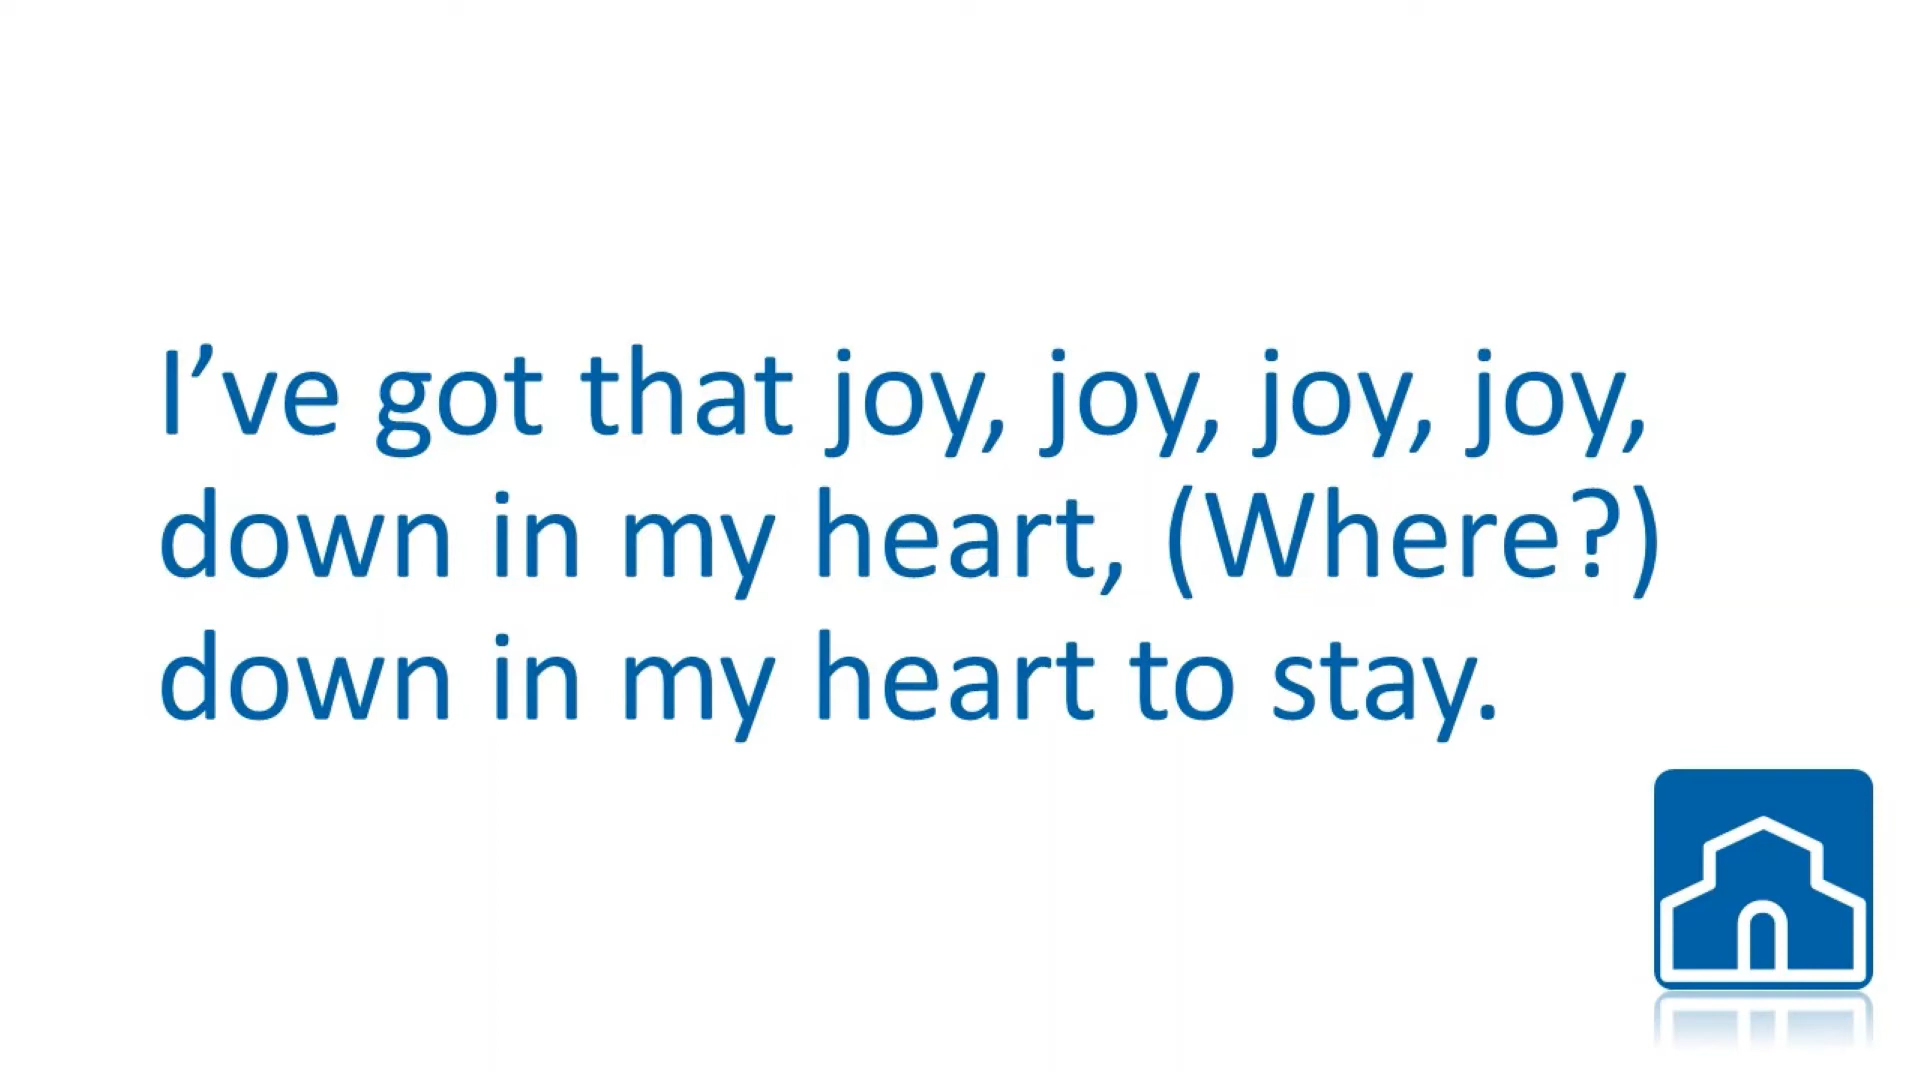 I’ve got that joy, joy, joy, joy,
down in my heart, (Where?)
down in my heart to stay.